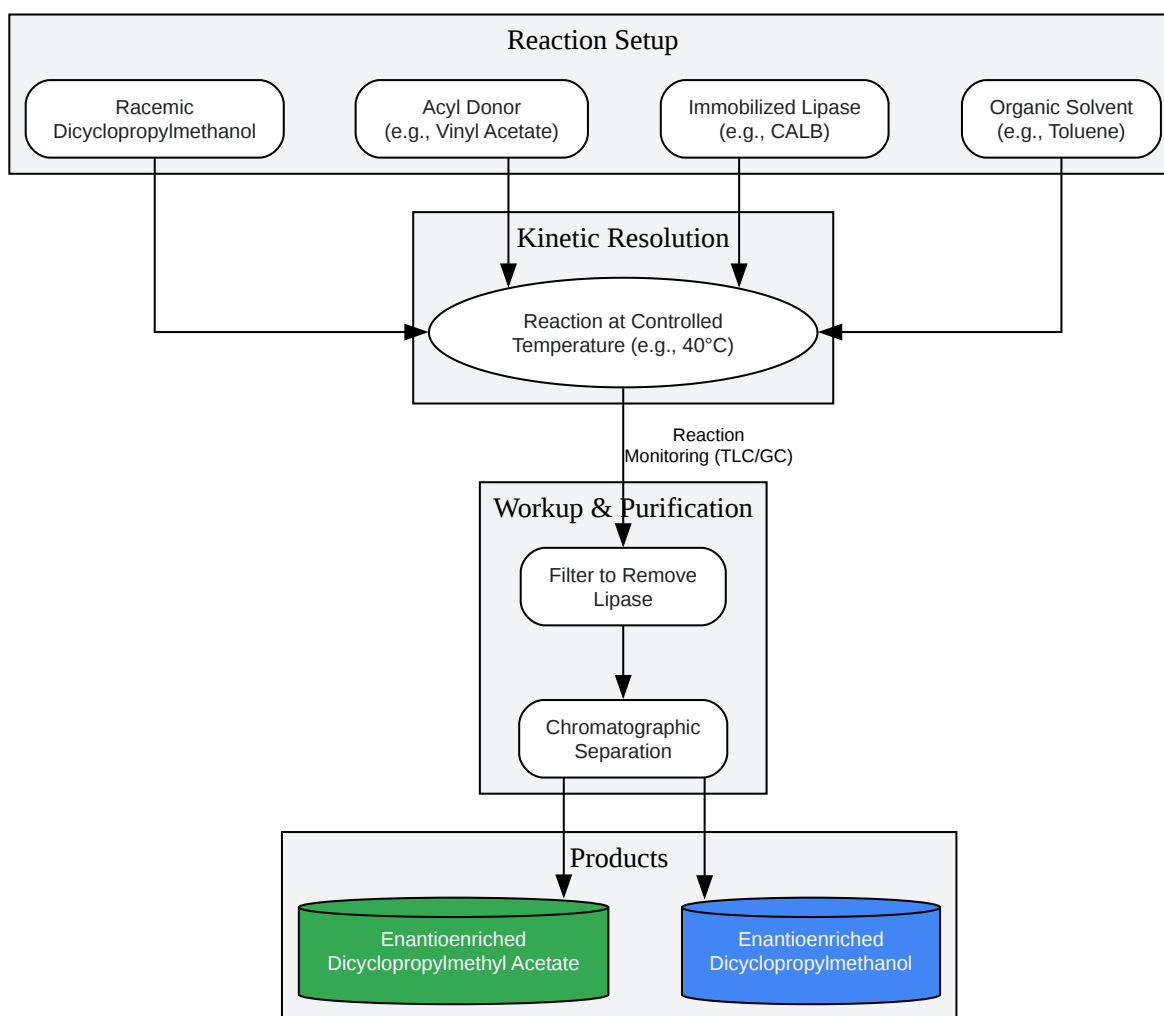 Reaction Setup
Racemic
Dicyclopropylmethanol
Acyl Donor
(e.g., Vinyl Acetate)
Immobilized Lipase
(e.g., CALB)
Organic Solvent
(e.g., Toluene)
Kinetic Resolution
Reaction at Controlled
Temperature (e.g., 40°C)
Reaction
Monitoring (TLC/GC)
Workup & Purification
Filter to Remove
Lipase
Chromatographic
Separation
Products
Enantioenriched
Dicyclopropylmethyl Acetate
Enantioenriched
Dicyclopropylmethanol